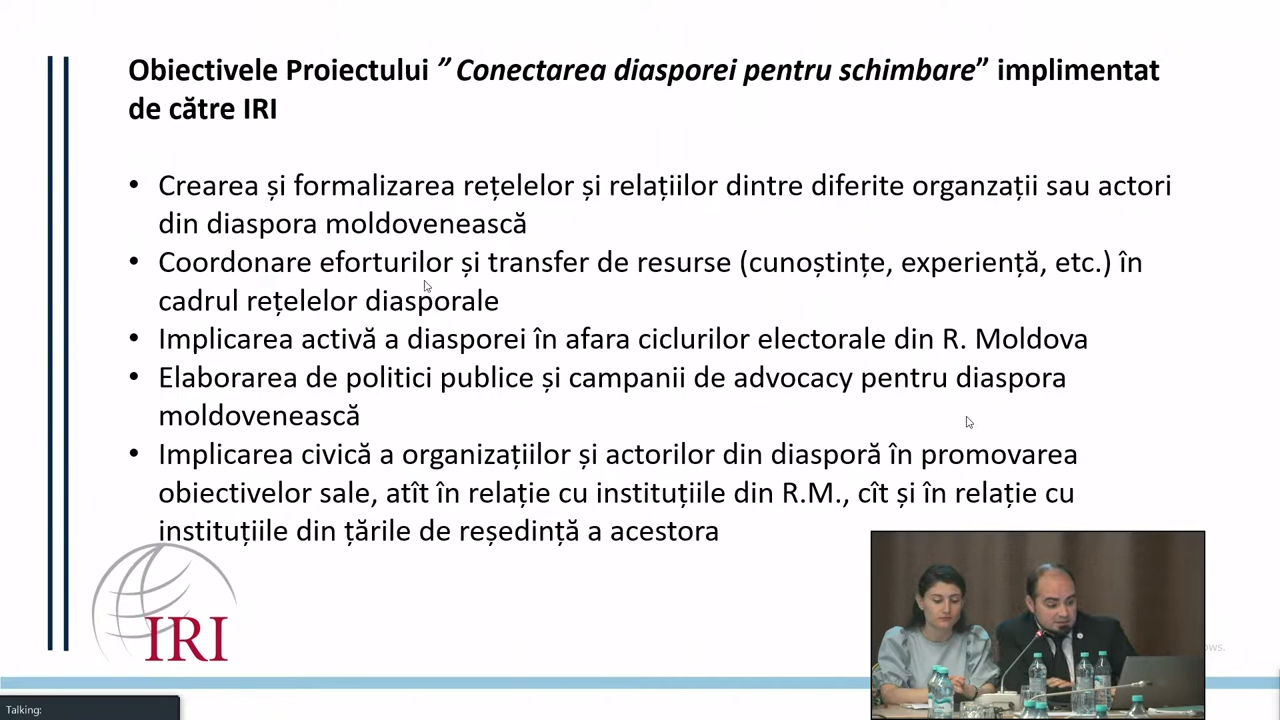 Obiectivele Proiectului ” Conectarea diasporei pentru schimbare” implimentat
de către IRI
• Crearea și formalizarea rețelelor și relațiilor dintre diferite organzații sau actori
din diaspora moldovenească
• Coordonare eforturilor și transfer de resurse (cunoștințe, experiență, etc.) în
cadrul rețelelor diasporale
• Implicarea activă a diasporei în afara ciclurilor electorale din R. Moldova
• Elaborarea de politici publice și campanii de advocacy pentru diaspora
moldovenească
• Implicarea civică a organizațiilor și actorilor din diasporă în promovarea
obiectivelor sale, atît în relație cu instituțiile din R.M., cît și în relație cu
instituțiile din țările de reședință a acestora
IRI
Talking: